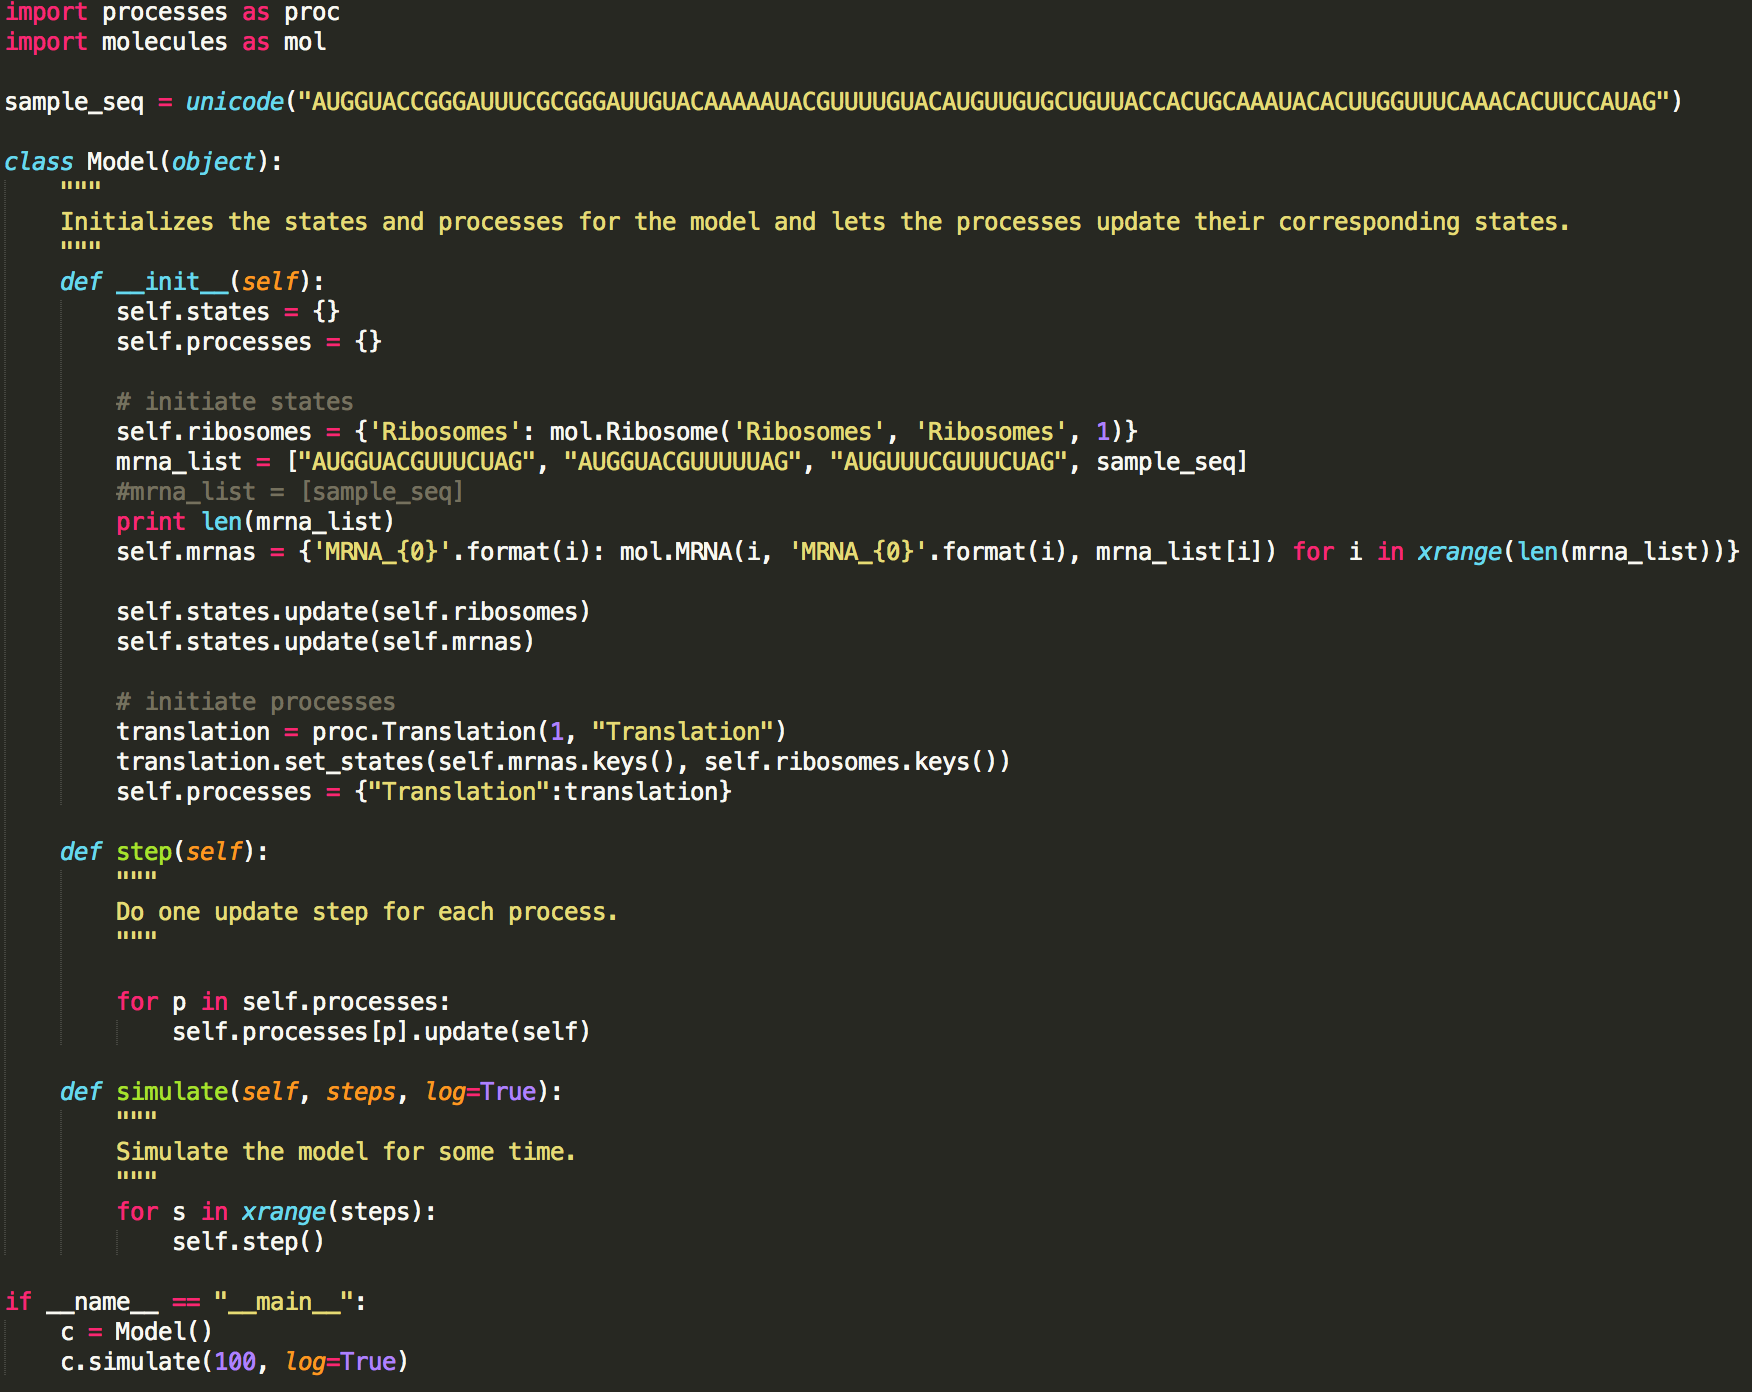 import processes as proc
import molecules as mol
sample_seq = unicode("AUGGUACCGGGAUUUCGCGGGAUUGUACAAAAAUACGUUUUGUACAUGUUGUGCUGUUACCACUGCAAAUACACUUGGUUUCAAACACUUCCAUAG")
class Model(object):
    """
    Initializes the states and processes for the model and lets the processes update their corresponding states.
    """
    def __init__(self):
        self.states = {}
        self.processes = {}
        # initiate states
        self.ribosomes = {'Ribosomes': mol.Ribosome('Ribosomes', 'Ribosomes', 1)}
        mrna_list = ["AUGGUACGUUUCUAG", "AUGGUACGUUUUUAG", "AUGUUUCGUUUCUAG", sample_seq]
        #mrna_list = [sample_seq]
        print len(mrna_list)
        self.mrnas = {'MRNA_{0}'.format(i): mol.MRNA(i, 'MRNA_{0}'.format(i), mrna_list[i]) for i in xrange(len(mrna_list))}
        self.states.update(self.ribosomes)
        self.states.update(self.mrnas)
        # initiate processes
        translation = proc.Translation(1, "Translation")
        translation.set_states(self.mrnas.keys(), self.ribosomes.keys())
        self.processes = {"Translation":translation}
    def step(self):
        """
        Do one update step for each process.
        """
        for p in self.processes:
            self.processes[p].update(self)
    def simulate(self, steps, log=True):
        """
        Simulate the model for some time.
        """
        for s in xrange(steps):
            self.step()
if __name__ == "__main__":
    c = Model()
    c.simulate(100, log=True)